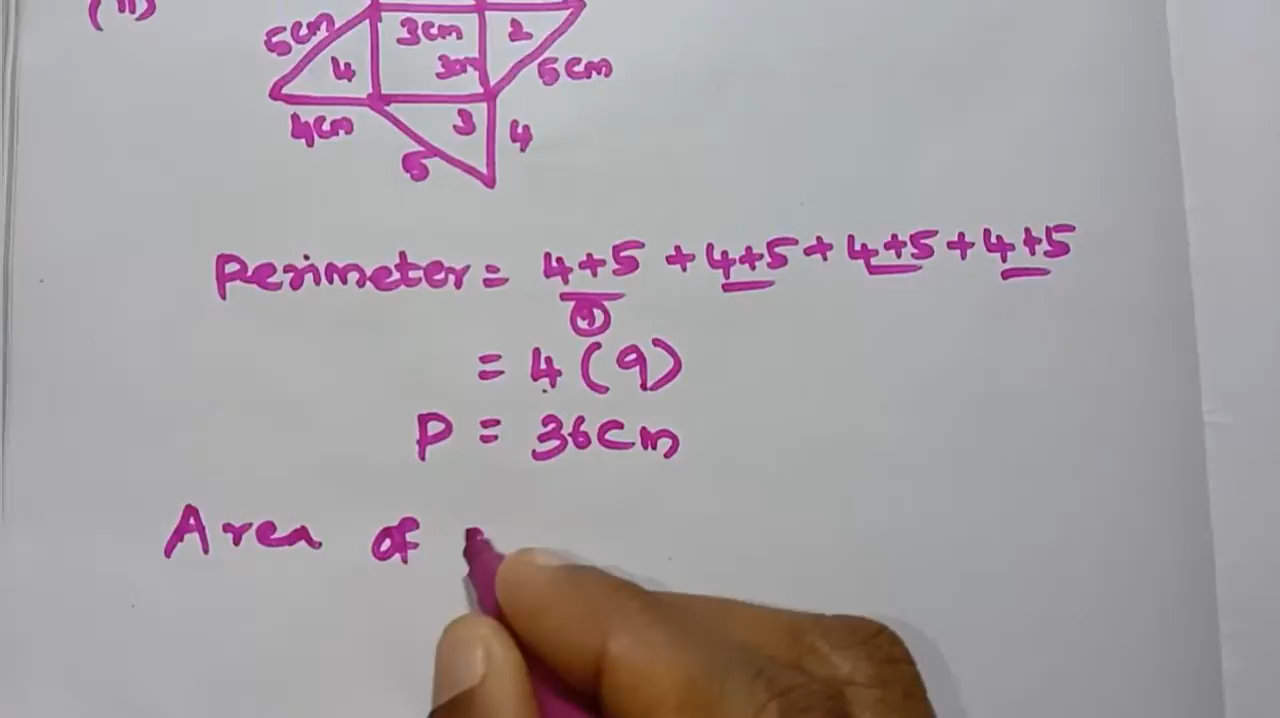 (ii)
5cm 3cm 2
4 3cm 5cm
4cm 3 4
5
Perimeter = 4+5 + 4+5 + 4+5 + 4+5
9
= 4 (9)
P = 36cm
Area of